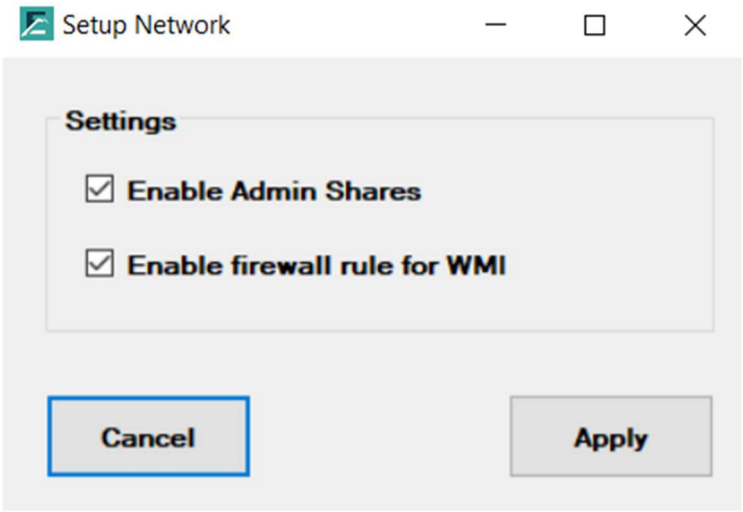 Setup Network
Settings
Enable Admin Shares
Enable firewall rule for WMI
Cancel
Apply